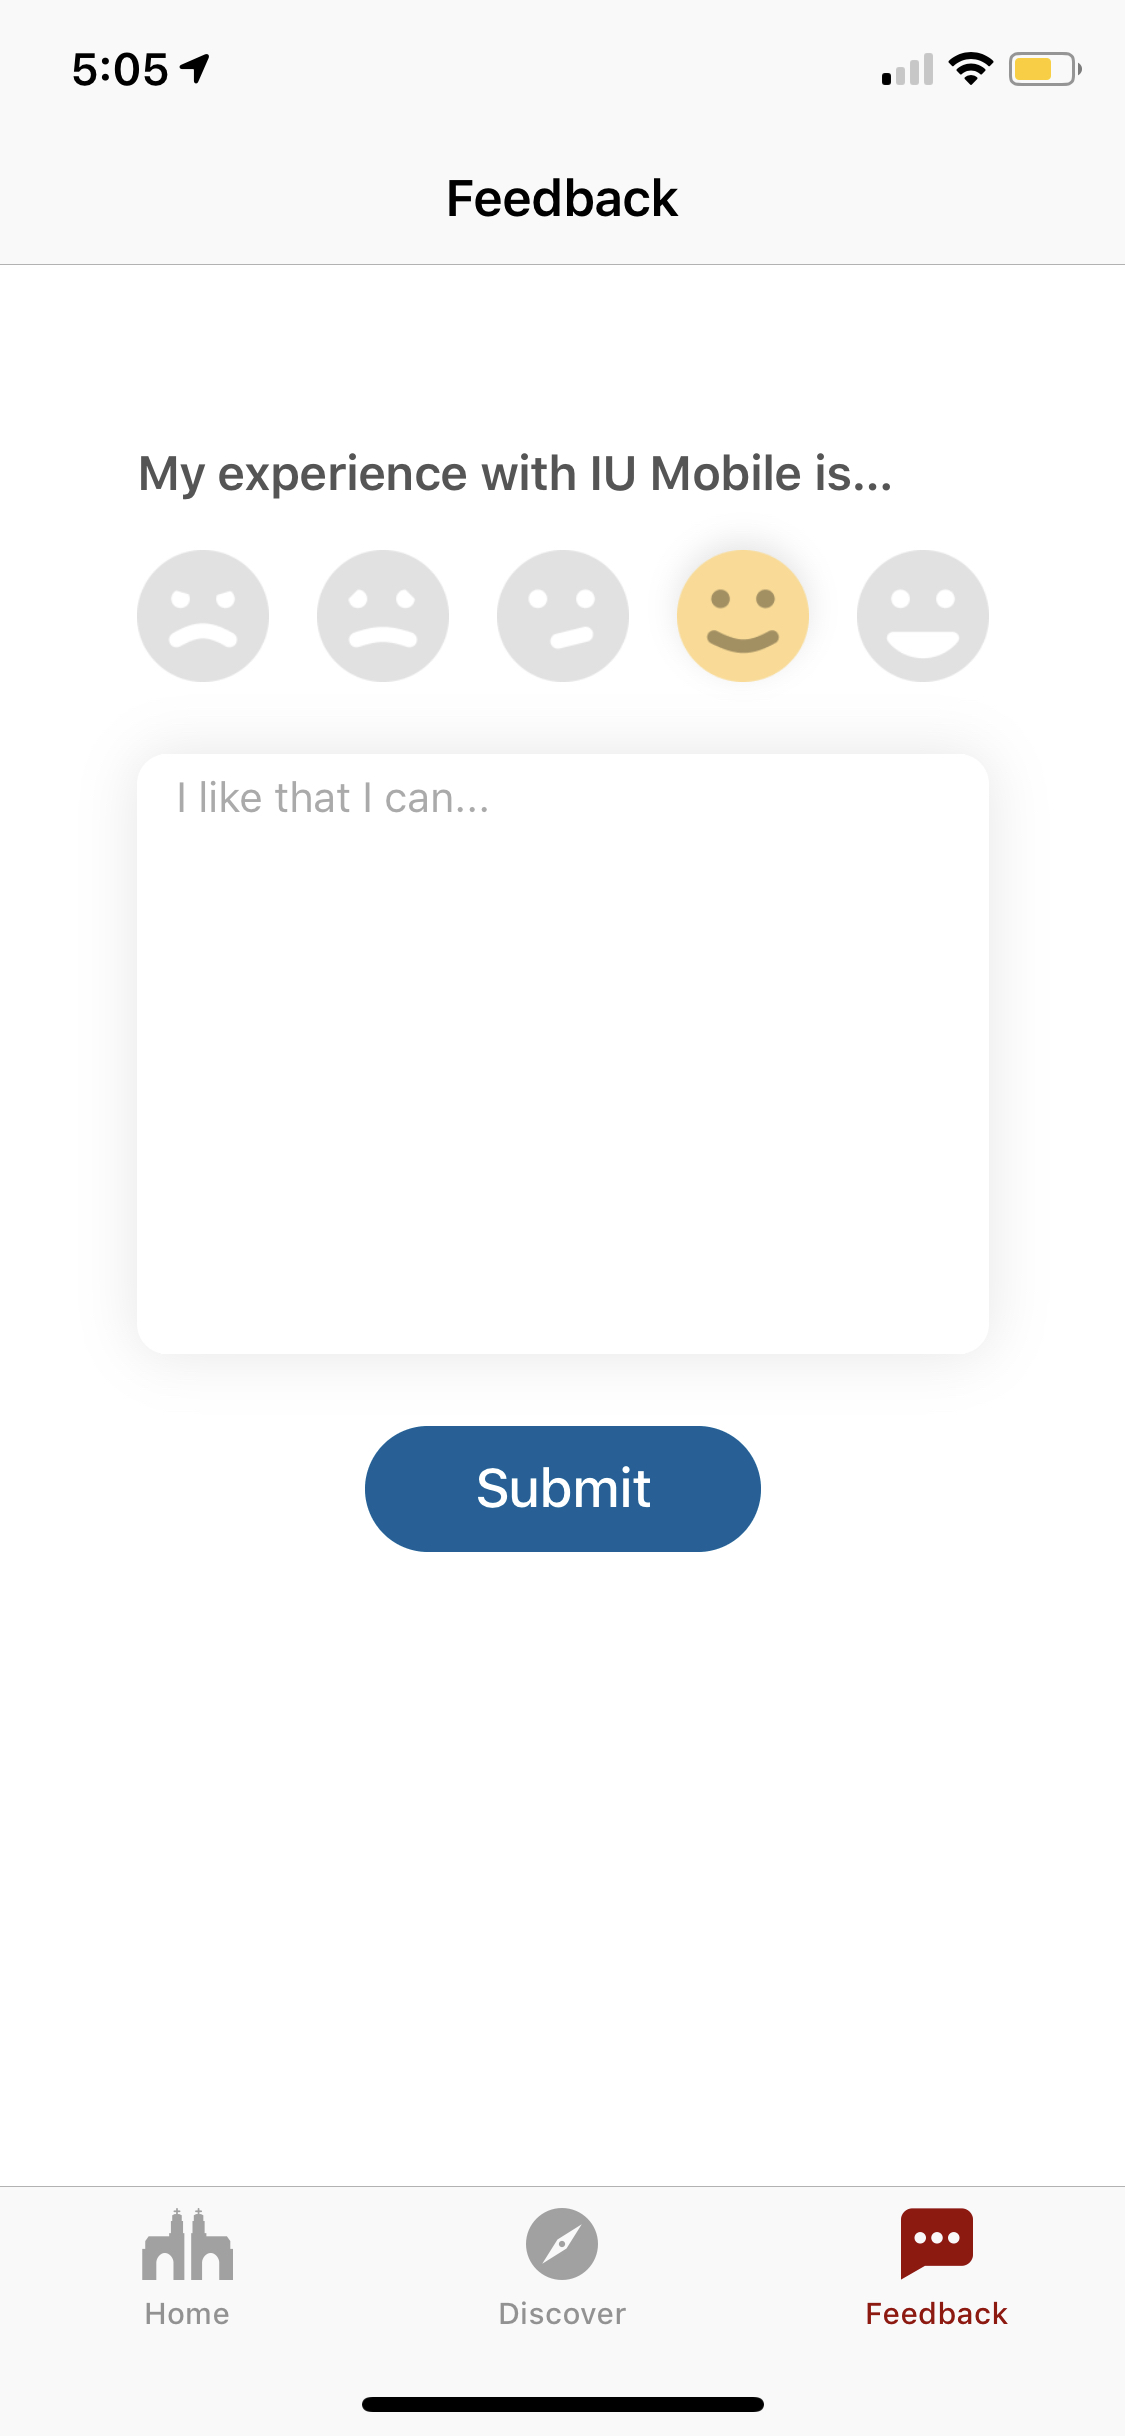 5:05
Feedback
My experience with IU Mobile is...
I like that I can...
Submit
Home
Discover
Feedback